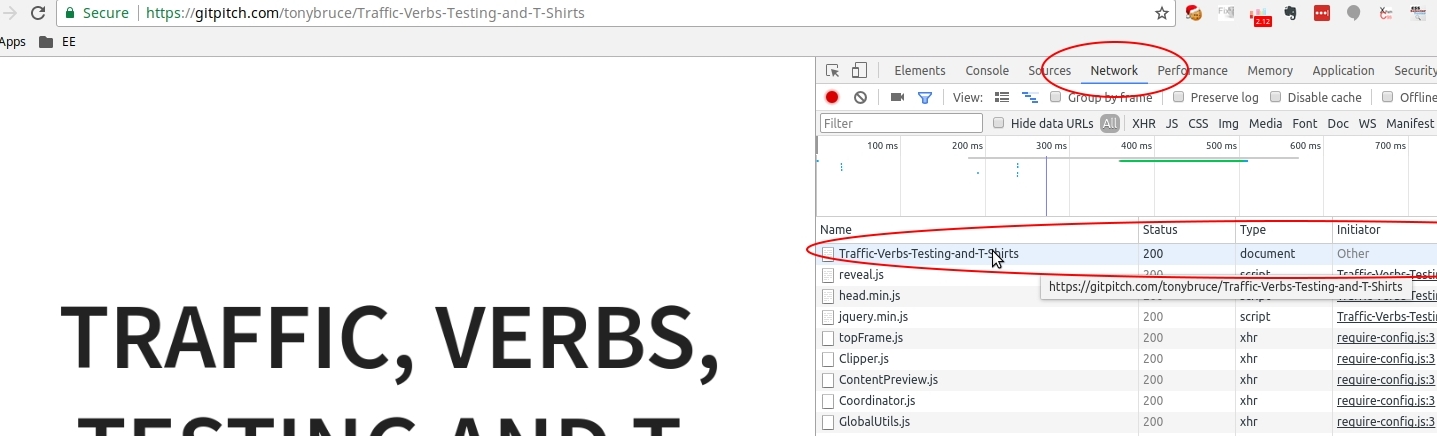 Secure https://gitpitch.com/tonybruce/Traffic-Verbs-Testing-and-T-Shirts
2.12
Apps EE
Elements Console Sources Network Performance Memory Application Security
View: Group by frame Preserve log Disable cache Offline
Filter Hide data URLs All XHR JS CSS Img Media Font Doc WS Manifest
100 ms 200 ms 300 ms 400 ms 500 ms 600 ms 700 ms
Name Status Type Initiator
Traffic-Verbs-Testing-and-T-Shirts 200 document Other
reveal.js 200 script Traffic-Verbs-Testi
https://gitpitch.com/tonybruce/Traffic-Verbs-Testing-and-T-Shirts
head.min.js 200 script Traffic-Verbs-Testi
jquery.min.js 200 script Traffic-Verbs-Testi
topFrame.js 200 xhr require-config.js:3
Clipper.js 200 xhr require-config.js:3
ContentPreview.js 200 xhr require-config.js:3
Coordinator.js 200 xhr require-config.js:3
GlobalUtils.js 200 xhr require-config.js:3
TRAFFIC, VERBS,
TESTING AND T